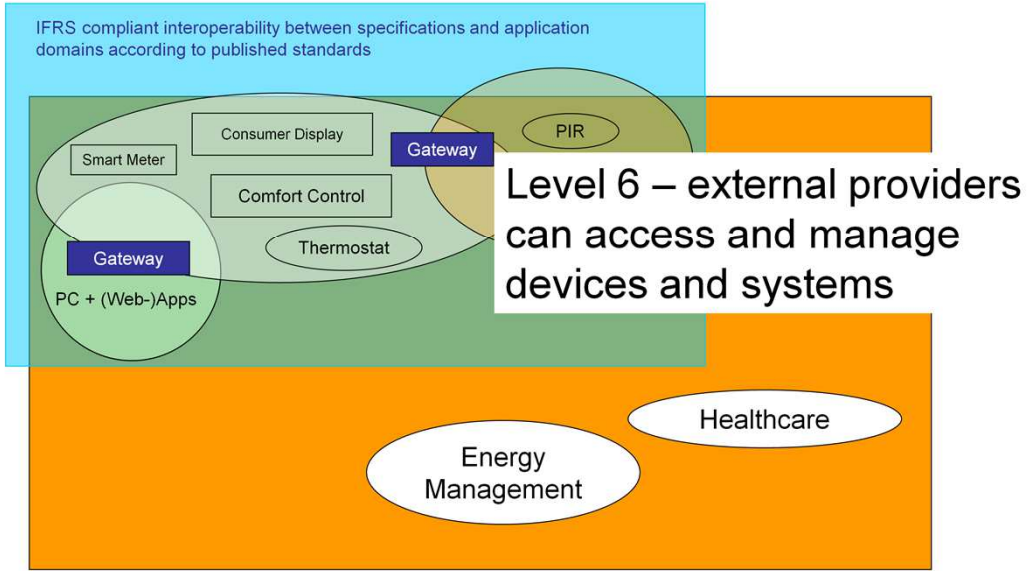 IFRS compliant interoperability between specifications and application
domains according to published standards
Consumer Display
PIR
Gateway
Smart Meter
Comfort Control
Thermostat
Gateway
PC + (Web-)Apps
Level 6 – external providers
can access and manage
devices and systems
Healthcare
Energy
Management